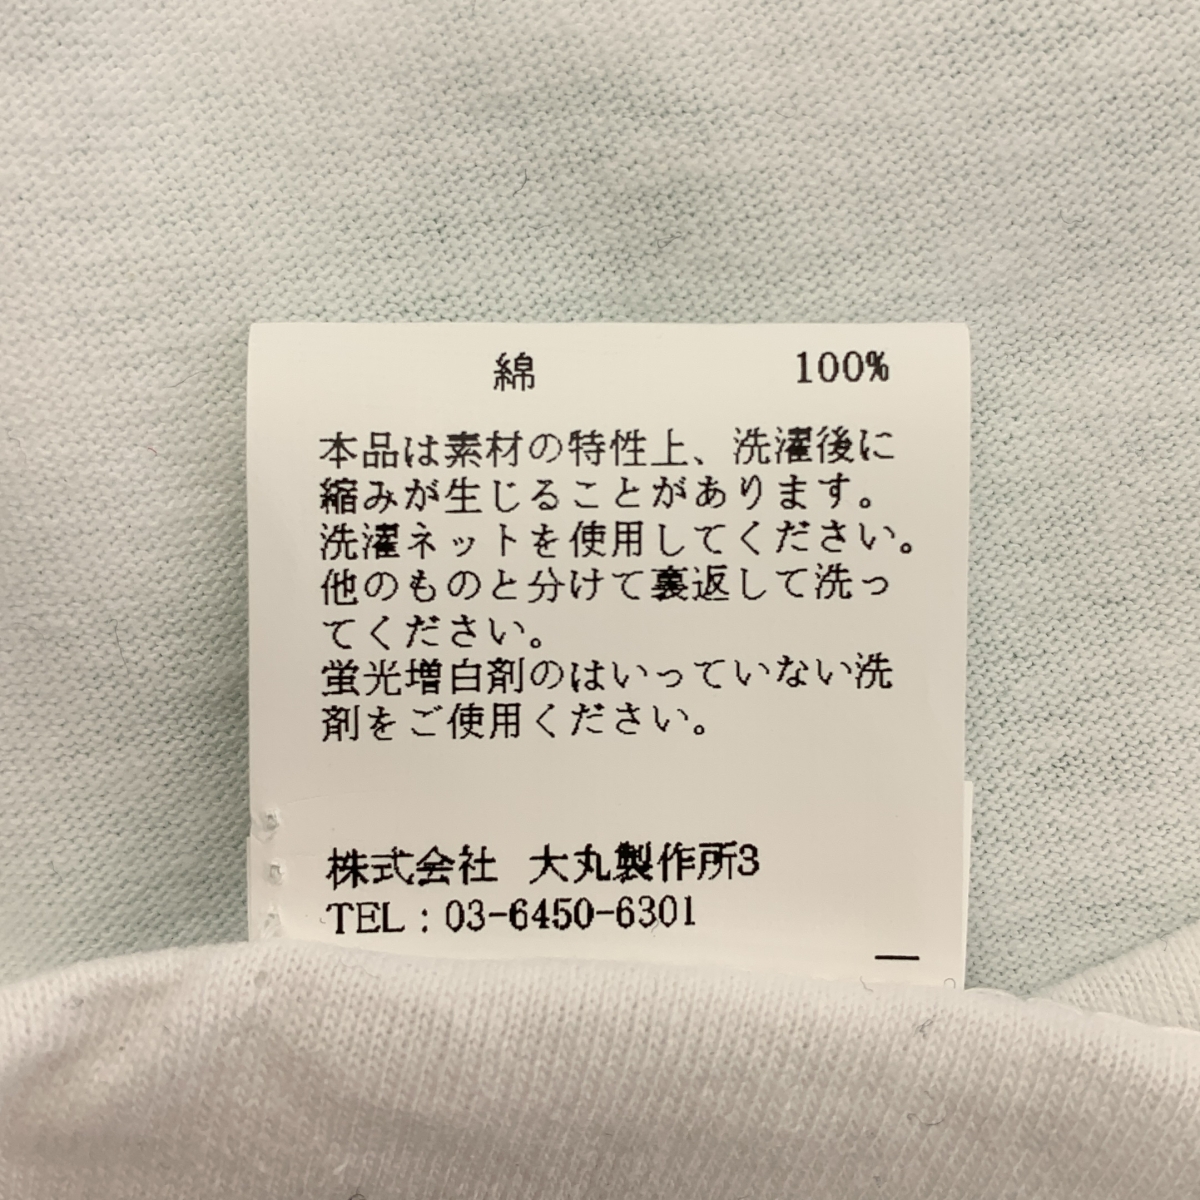 綿 100%
本品は素材の特性上、洗濯後に
縮みが生じることがあります。
洗濯ネットを使用してください。
他のものと分けて裏返して洗っ
てください。
蛍光増白剤のはいっていない洗
剤をご使用ください。
株式会社 大丸製作所3
TEL：03-6450-6301